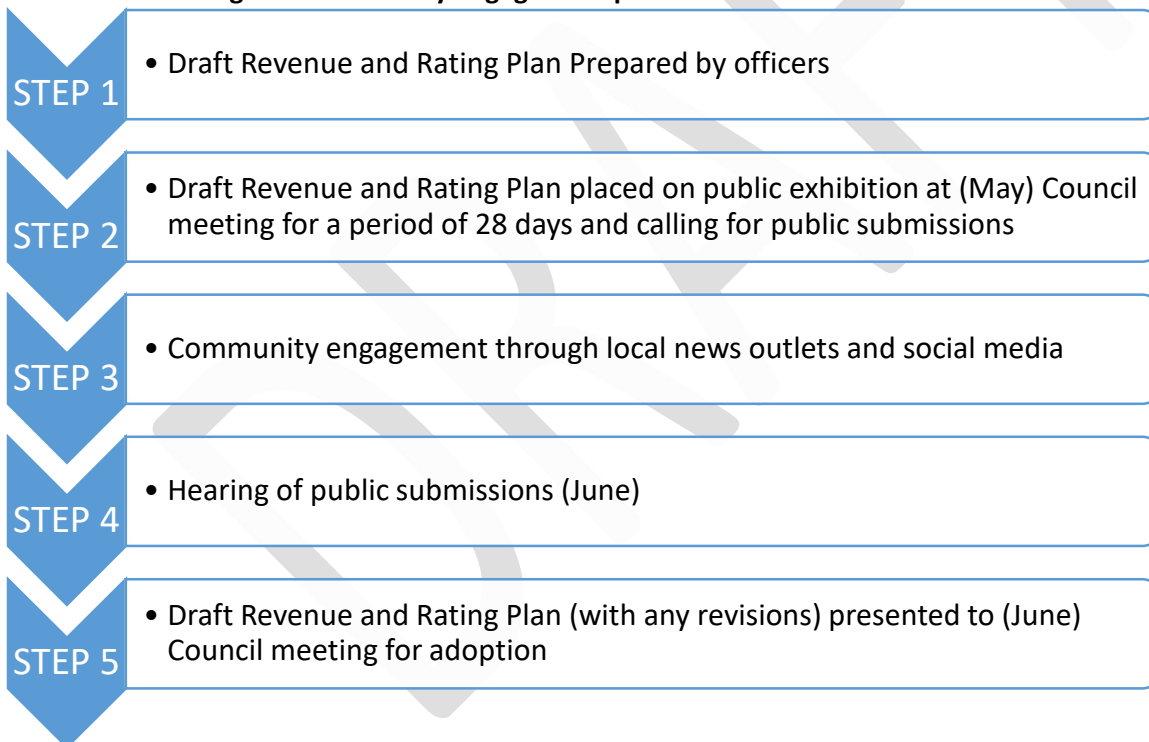 STEP 1
• Draft Revenue and Rating Plan Prepared by officers
STEP 2
• Draft Revenue and Rating Plan placed on public exhibition at (May) Council
meeting for a period of 28 days and calling for public submissions
STEP 3
• Community engagement through local news outlets and social media
STEP 4
• Hearing of public submissions (June)
STEP 5
• Draft Revenue and Rating Plan (with any revisions) presented to (June)
Council meeting for adoption